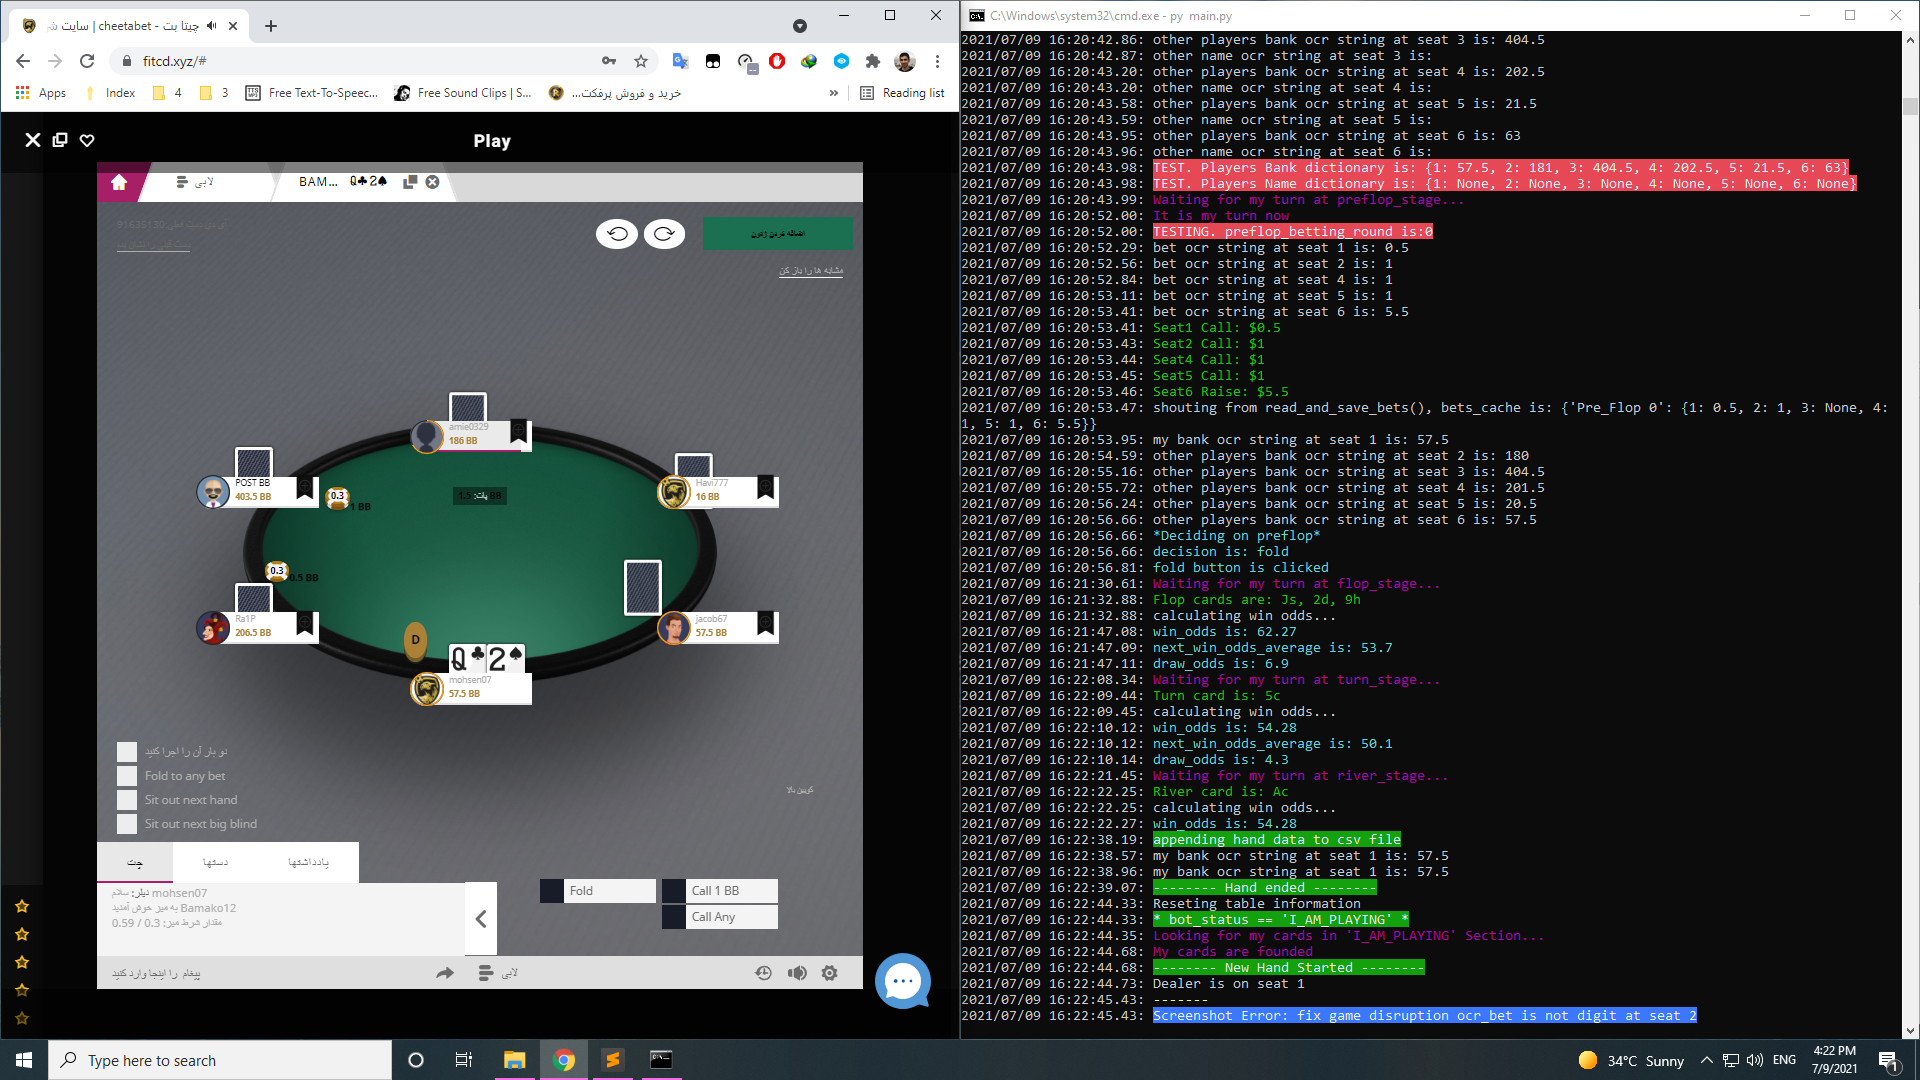 چیتا بت - cheetabet | سایت
fitcd.xyz/#
Apps
Index
4
3
Free Text-To-Speec...
Free Sound Clips | S...
خرید و فروش پرفکت...
»
Reading list
Play
لابی
BAM...
Q♣2♠
91635130
دست قبلی را نشان بده
اضافه کردن ژتون
مشابه ها را باز کن
amie0329
186 BB
POST BB
403.5 BB
0.3
1 BB
پات: 1.5 BB
Havi777
16 BB
0.3
0.5 BB
Ra1P
206.5 BB
jacob67
57.5 BB
D
Q♣ 2♠
mohsen07
57.5 BB
دو بار آن را اجرا کنید
Fold to any bet
Sit out next hand
Sit out next big blind
کوپین بالا
چت
دستها
یادداشتها
دیلر: سلام mohsen07
به میز خوش آمدید Bamako12
مقدار شرط میز: 0.3 / 0.59
Fold
Call 1 BB
Call Any
پیغام را اینجا وارد کنید
لابی
C:\Windows\system32\cmd.exe - py main.py
2021/07/09 16:20:42.86: other players bank ocr string at seat 3 is: 404.5
2021/07/09 16:20:42.87: other name ocr string at seat 3 is:
2021/07/09 16:20:43.20: other players bank ocr string at seat 4 is: 202.5
2021/07/09 16:20:43.20: other name ocr string at seat 4 is:
2021/07/09 16:20:43.58: other players bank ocr string at seat 5 is: 21.5
2021/07/09 16:20:43.59: other name ocr string at seat 5 is:
2021/07/09 16:20:43.95: other players bank ocr string at seat 6 is: 63
2021/07/09 16:20:43.96: other name ocr string at seat 6 is:
2021/07/09 16:20:43.98: TEST. Players Bank dictionary is: {1: 57.5, 2: 181, 3: 404.5, 4: 202.5, 5: 21.5, 6: 63}
2021/07/09 16:20:43.98: TEST. Players Name dictionary is: {1: None, 2: None, 3: None, 4: None, 5: None, 6: None}
2021/07/09 16:20:43.99: Waiting for my turn at preflop_stage...
2021/07/09 16:20:52.00: It is my turn now
2021/07/09 16:20:52.00: TESTING. preflop_betting_round is:0
2021/07/09 16:20:52.29: bet ocr string at seat 1 is: 0.5
2021/07/09 16:20:52.56: bet ocr string at seat 2 is: 1
2021/07/09 16:20:52.84: bet ocr string at seat 4 is: 1
2021/07/09 16:20:53.11: bet ocr string at seat 5 is: 1
2021/07/09 16:20:53.41: bet ocr string at seat 6 is: 5.5
2021/07/09 16:20:53.41: Seat1 Call: $0.5
2021/07/09 16:20:53.43: Seat2 Call: $1
2021/07/09 16:20:53.44: Seat4 Call: $1
2021/07/09 16:20:53.45: Seat5 Call: $1
2021/07/09 16:20:53.46: Seat6 Raise: $5.5
2021/07/09 16:20:53.47: shouting from read_and_save_bets(), bets_cache is: {'Pre_Flop 0': {1: 0.5, 2: 1, 3: None, 4:
1, 5: 1, 6: 5.5}}
2021/07/09 16:20:53.95: my bank ocr string at seat 1 is: 57.5
2021/07/09 16:20:54.59: other players bank ocr string at seat 2 is: 180
2021/07/09 16:20:55.16: other players bank ocr string at seat 3 is: 404.5
2021/07/09 16:20:55.72: other players bank ocr string at seat 4 is: 201.5
2021/07/09 16:20:56.24: other players bank ocr string at seat 5 is: 20.5
2021/07/09 16:20:56.66: other players bank ocr string at seat 6 is: 57.5
2021/07/09 16:20:56.66: *Deciding on preflop*
2021/07/09 16:20:56.66: decision is: fold
2021/07/09 16:20:56.81: fold button is clicked
2021/07/09 16:21:30.61: Waiting for my turn at flop_stage...
2021/07/09 16:21:32.88: Flop cards are: Js, 2d, 9h
2021/07/09 16:21:32.88: calculating win odds...
2021/07/09 16:21:47.08: win_odds is: 62.27
2021/07/09 16:21:47.09: next_win_odds_average is: 53.7
2021/07/09 16:21:47.11: draw_odds is: 6.9
2021/07/09 16:22:08.34: Waiting for my turn at turn_stage...
2021/07/09 16:22:09.44: Turn card is: 5c
2021/07/09 16:22:09.45: calculating win odds...
2021/07/09 16:22:10.12: win_odds is: 54.28
2021/07/09 16:22:10.12: next_win_odds_average is: 50.1
2021/07/09 16:22:10.14: draw_odds is: 4.3
2021/07/09 16:22:21.45: Waiting for my turn at river_stage...
2021/07/09 16:22:22.25: River card is: Ac
2021/07/09 16:22:22.25: calculating win odds...
2021/07/09 16:22:22.27: win_odds is: 54.28
2021/07/09 16:22:38.19: appending hand data to csv file
2021/07/09 16:22:38.57: my bank ocr string at seat 1 is: 57.5
2021/07/09 16:22:38.96: my bank ocr string at seat 1 is: 57.5
2021/07/09 16:22:39.07: -------- Hand ended --------
2021/07/09 16:22:44.33: Reseting table information
2021/07/09 16:22:44.33: * bot_status == 'I_AM_PLAYING' *
2021/07/09 16:22:44.35: Looking for my cards in 'I_AM_PLAYING' Section...
2021/07/09 16:22:44.68: My cards are founded
2021/07/09 16:22:44.68: -------- New Hand Started --------
2021/07/09 16:22:44.73: Dealer is on seat 1
2021/07/09 16:22:45.43: -------
2021/07/09 16:22:45.43: Screenshot Error: fix game disruption ocr_bet is not digit at seat 2
Type here to search
34°C Sunny
ENG
4:22 PM
7/9/2021
1